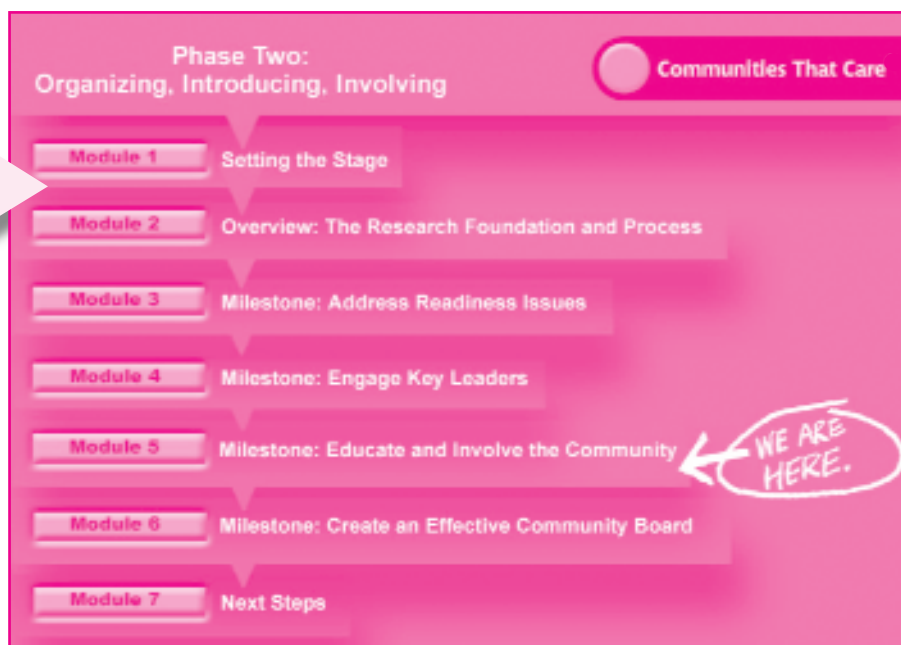 Phase Two:
Organizing, Introducing, Involving
Communities That Care
Module 1 Setting the Stage
Module 2 Overview: The Research Foundation and Process
Module 3 Milestone: Address Readiness Issues
Module 4 Milestone: Engage Key Leaders
Module 5 Milestone: Educate and Involve the Community
WE ARE
HERE.
Module 6 Milestone: Create an Effective Community Board
Module 7 Next Steps